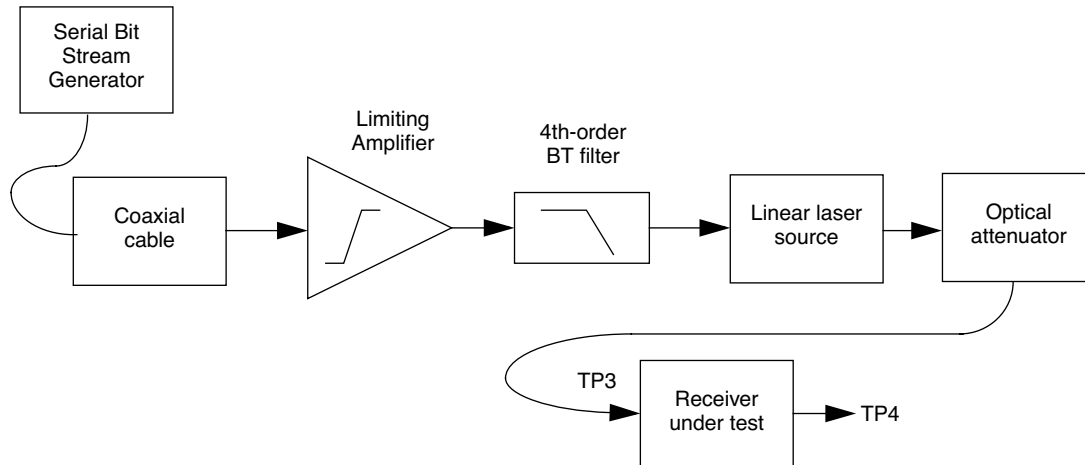 Serial Bit
Stream
Generator
Limiting
Amplifier
4th-order
BT filter
Coaxial
cable
Linear laser
source
Optical
attenuator
TP3
Receiver
under test
TP4